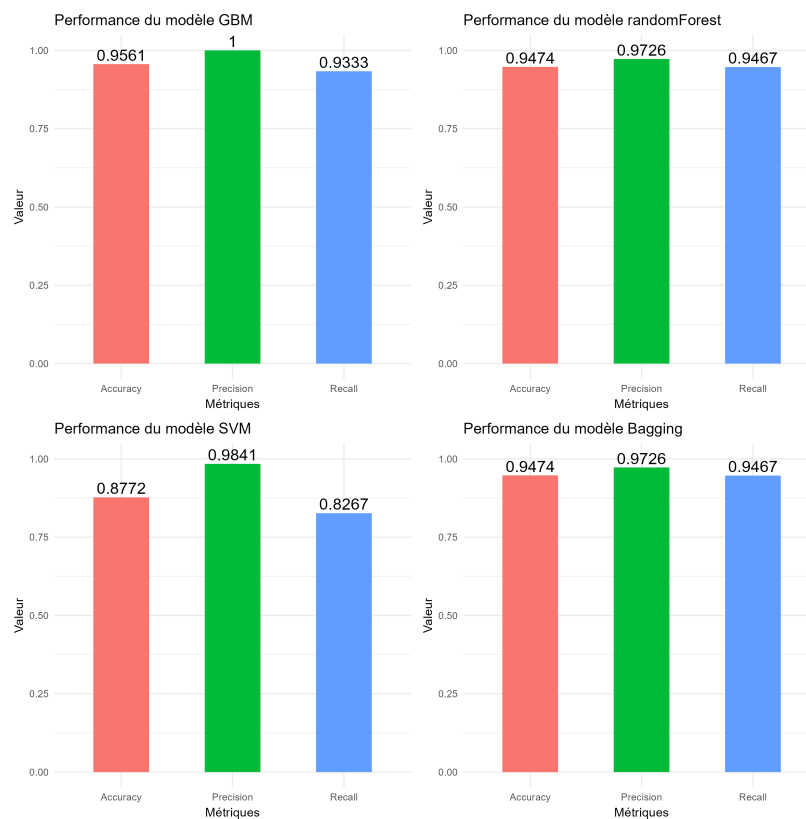 Performance du modèle GBM
Valeur
1.00
0.75
0.50
0.25
0.00
0.9561
1
0.9333
Accuracy
Precision
Recall
Métriques
Performance du modèle randomForest
Valeur
1.00
0.75
0.50
0.25
0.00
0.9474
0.9726
0.9467
Accuracy
Precision
Recall
Métriques
Performance du modèle SVM
Valeur
1.00
0.75
0.50
0.25
0.00
0.8772
0.9841
0.8267
Accuracy
Precision
Recall
Métriques
Performance du modèle Bagging
Valeur
1.00
0.75
0.50
0.25
0.00
0.9474
0.9726
0.9467
Accuracy
Precision
Recall
Métriques